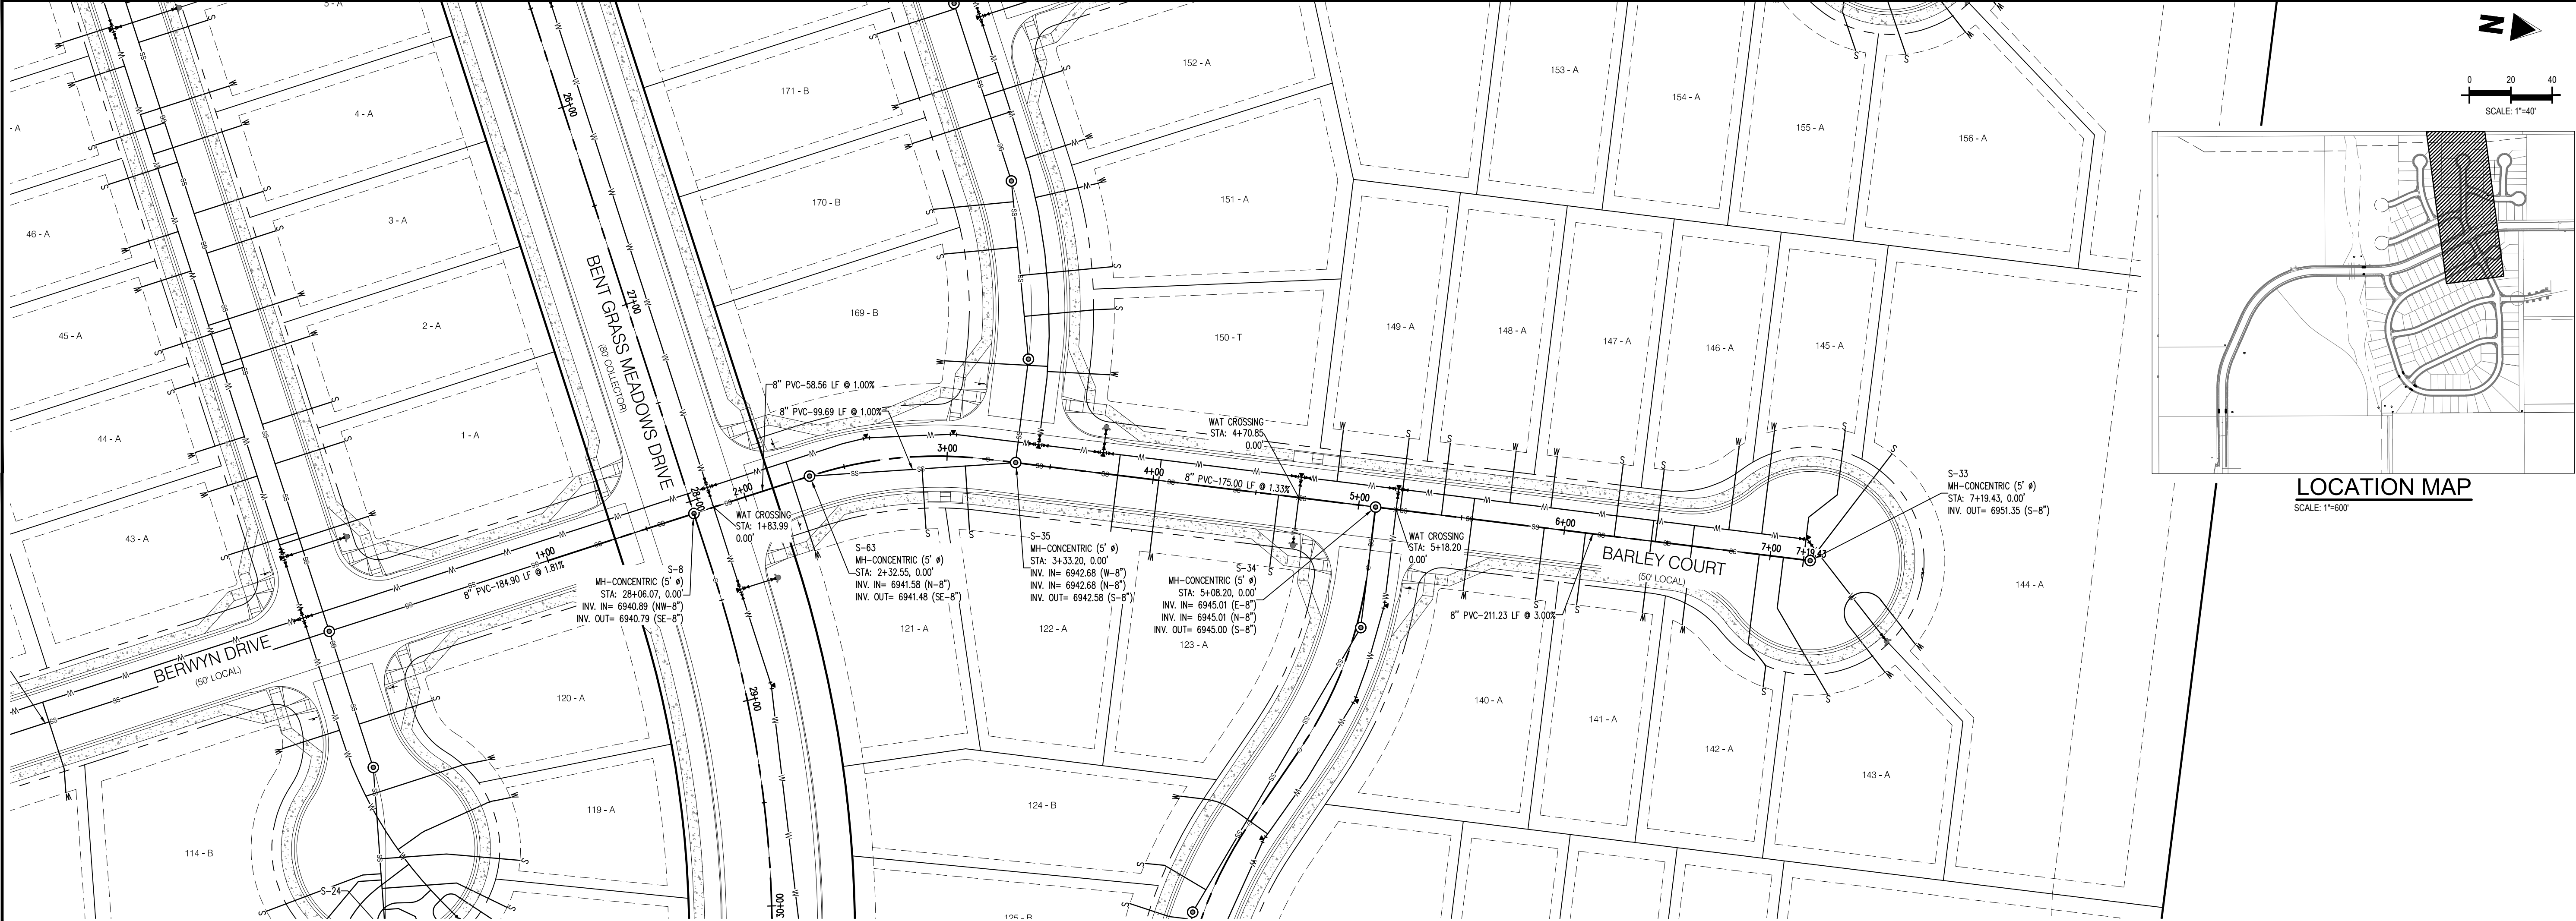 5 - A
4 - A
3 - A
2 - A
1 - A
- A
46 - A
45 - A
44 - A
43 - A
171 - B
170 - B
169 - B
152 - A
151 - A
150 - T
149 - A
148 - A
147 - A
146 - A
145 - A
153 - A
154 - A
155 - A
156 - A
144 - A
143 - A
142 - A
141 - A
140 - A
121 - A
122 - A
123 - A
124 - B
125 - B
120 - A
119 - A
114 - B
S-24
N
0 20 40
SCALE: 1"=40'
LOCATION MAP
SCALE: 1"=600'
26+00
27+00
28+00
29+00
30+00
BENT GRASS MEADOWS DRIVE
(80' COLLECTOR)
BERWYN DRIVE
(50' LOCAL)
BARLEY COURT
(50' LOCAL)
1+00
2+00
3+00
4+00
5+00
6+00
7+00
7+19.43
8" PVC-184.90 LF @ 1.81%
8" PVC-58.56 LF @ 1.00%
8" PVC-99.69 LF @ 1.00%
8" PVC-175.00 LF @ 1.33%
8" PVC-211.23 LF @ 3.00%
WAT CROSSING
STA: 1+83.99
0.00'
WAT CROSSING
STA: 4+70.85
0.00'
WAT CROSSING
STA: 5+18.20
0.00'
S-8
MH-CONCENTRIC (5' ø)
STA: 28+06.07, 0.00'
INV. IN= 6940.89 (NW-8")
INV. OUT= 6940.79 (SE-8")
S-63
MH-CONCENTRIC (5' ø)
STA: 2+32.55, 0.00'
INV. IN= 6941.58 (N-8")
INV. OUT= 6941.48 (SE-8")
S-35
MH-CONCENTRIC (5' ø)
STA: 3+33.20, 0.00'
INV. IN= 6942.68 (W-8")
INV. IN= 6942.68 (N-8")
INV. OUT= 6942.58 (S-8")
S-34
MH-CONCENTRIC (5' ø)
STA: 5+08.20, 0.00'
INV. IN= 6945.01 (E-8")
INV. IN= 6945.01 (N-8")
INV. OUT= 6945.00 (S-8")
S-33
MH-CONCENTRIC (5' ø)
STA: 7+19.43, 0.00'
INV. OUT= 6951.35 (S-8")